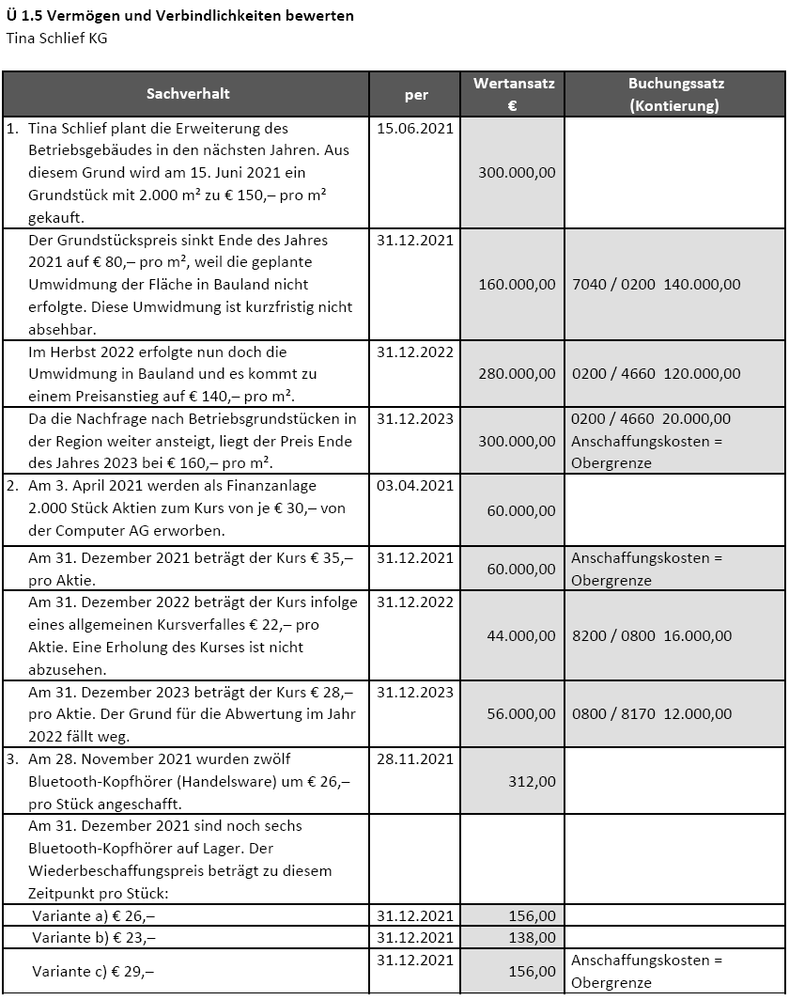 Ü 1.5 Vermögen und Verbindlichkeiten bewerten
Tina Schlief KG
Sachverhalt per Wertansatz € Buchungssatz (Kontierung)
1. Tina Schlief plant die Erweiterung des
Betriebsgebäudes in den nächsten Jahren. Aus
diesem Grund wird am 15. Juni 2021 ein
Grundstück mit 2.000 m² zu € 150,– pro m²
gekauft.
15.06.2021
300.000,00
Der Grundstückspreis sinkt Ende des Jahres
2021 auf € 80,– pro m², weil die geplante
Umwidmung der Fläche in Bauland nicht
erfolgte. Diese Umwidmung ist kurzfristig nicht
absehbar.
31.12.2021
160.000,00
7040 / 0200 140.000,00
Im Herbst 2022 erfolgte nun doch die
Umwidmung in Bauland und es kommt zu
einem Preisanstieg auf € 140,– pro m².
31.12.2022
280.000,00
0200 / 4660 120.000,00
Da die Nachfrage nach Betriebsgrundstücken in
der Region weiter ansteigt, liegt der Preis Ende
des Jahres 2023 bei € 160,– pro m².
31.12.2023
300.000,00
0200 / 4660 20.000,00
Anschaffungskosten =
Obergrenze
2. Am 3. April 2021 werden als Finanzanlage
2.000 Stück Aktien zum Kurs von je € 30,– von
der Computer AG erworben.
03.04.2021
60.000,00
Am 31. Dezember 2021 beträgt der Kurs € 35,–
pro Aktie.
31.12.2021
60.000,00
Anschaffungskosten =
Obergrenze
Am 31. Dezember 2022 beträgt der Kurs infolge
eines allgemeinen Kursverfalles € 22,– pro
Aktie. Eine Erholung des Kurses ist nicht
abzusehen.
31.12.2022
44.000,00
8200 / 0800 16.000,00
Am 31. Dezember 2023 beträgt der Kurs € 28,–
pro Aktie. Der Grund für die Abwertung im Jahr
2022 fällt weg.
31.12.2023
56.000,00
0800 / 8170 12.000,00
3. Am 28. November 2021 wurden zwölf
Bluetooth-Kopfhörer (Handelsware) um € 26,–
pro Stück angeschafft.
28.11.2021
312,00
Am 31. Dezember 2021 sind noch sechs
Bluetooth-Kopfhörer auf Lager. Der
Wiederbeschaffungspreis beträgt zu diesem
Zeitpunkt pro Stück:
Variante a) € 26,– 31.12.2021 156,00
Variante b) € 23,– 31.12.2021 138,00
Variante c) € 29,– 31.12.2021 156,00
Anschaffungskosten =
Obergrenze